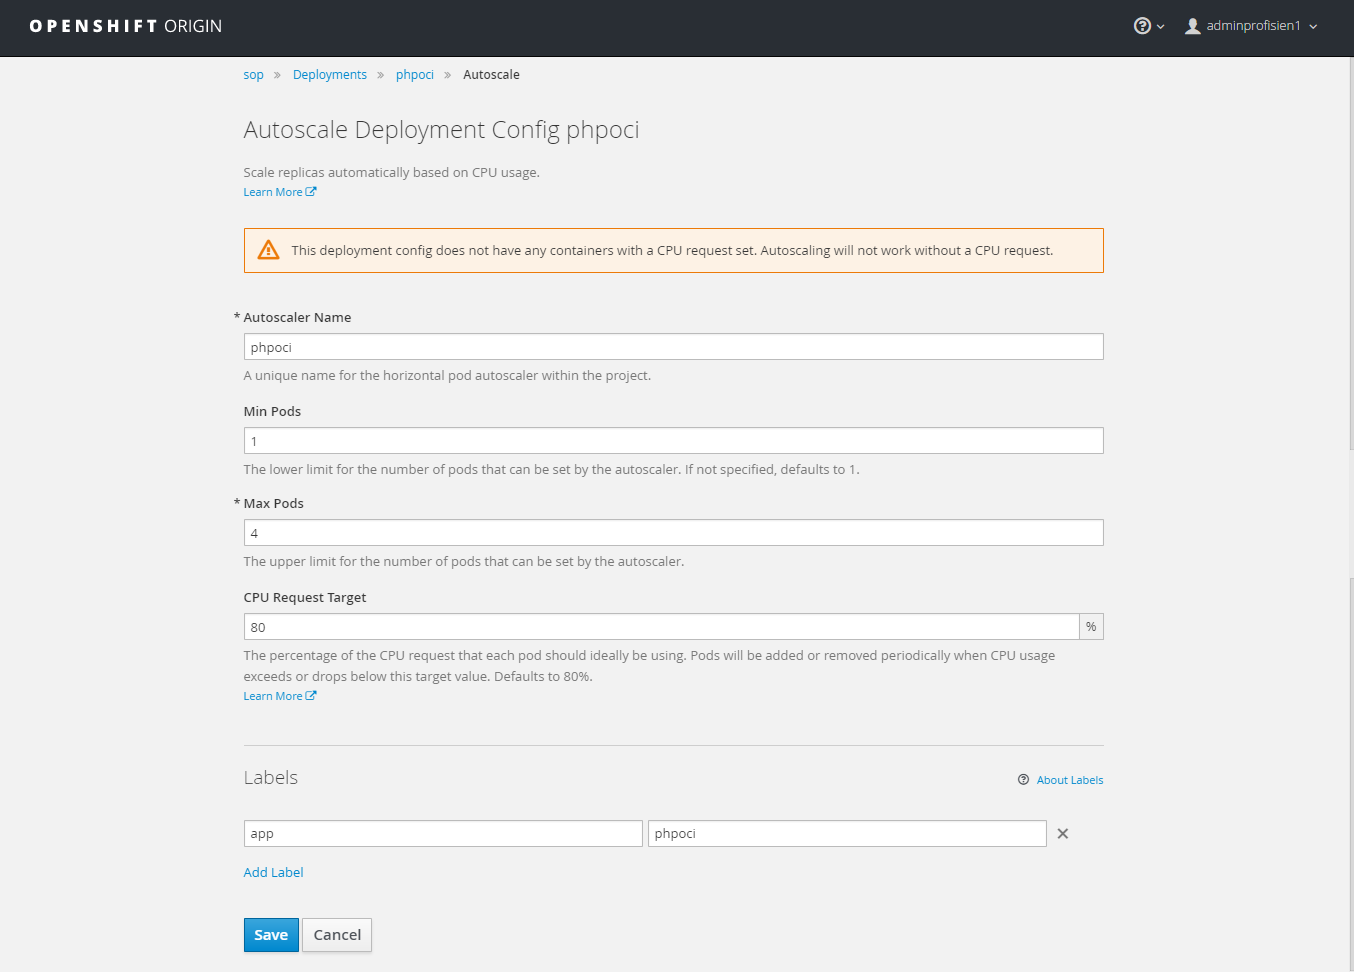 OPENSHIFT ORIGIN
adminprofisien1
sop » Deployments » phpoci » Autoscale
Autoscale Deployment Config phpoci
Scale replicas automatically based on CPU usage.
Learn More
This deployment config does not have any containers with a CPU request set. Autoscaling will not work without a CPU request.
* Autoscaler Name
phpoci
A unique name for the horizontal pod autoscaler within the project.
Min Pods
1
The lower limit for the number of pods that can be set by the autoscaler. If not specified, defaults to 1.
* Max Pods
4
The upper limit for the number of pods that can be set by the autoscaler.
CPU Request Target
80 %
The percentage of the CPU request that each pod should ideally be using. Pods will be added or removed periodically when CPU usage
exceeds or drops below this target value. Defaults to 80%.
Learn More
Labels
About Labels
app phpoci
Add Label
Save Cancel